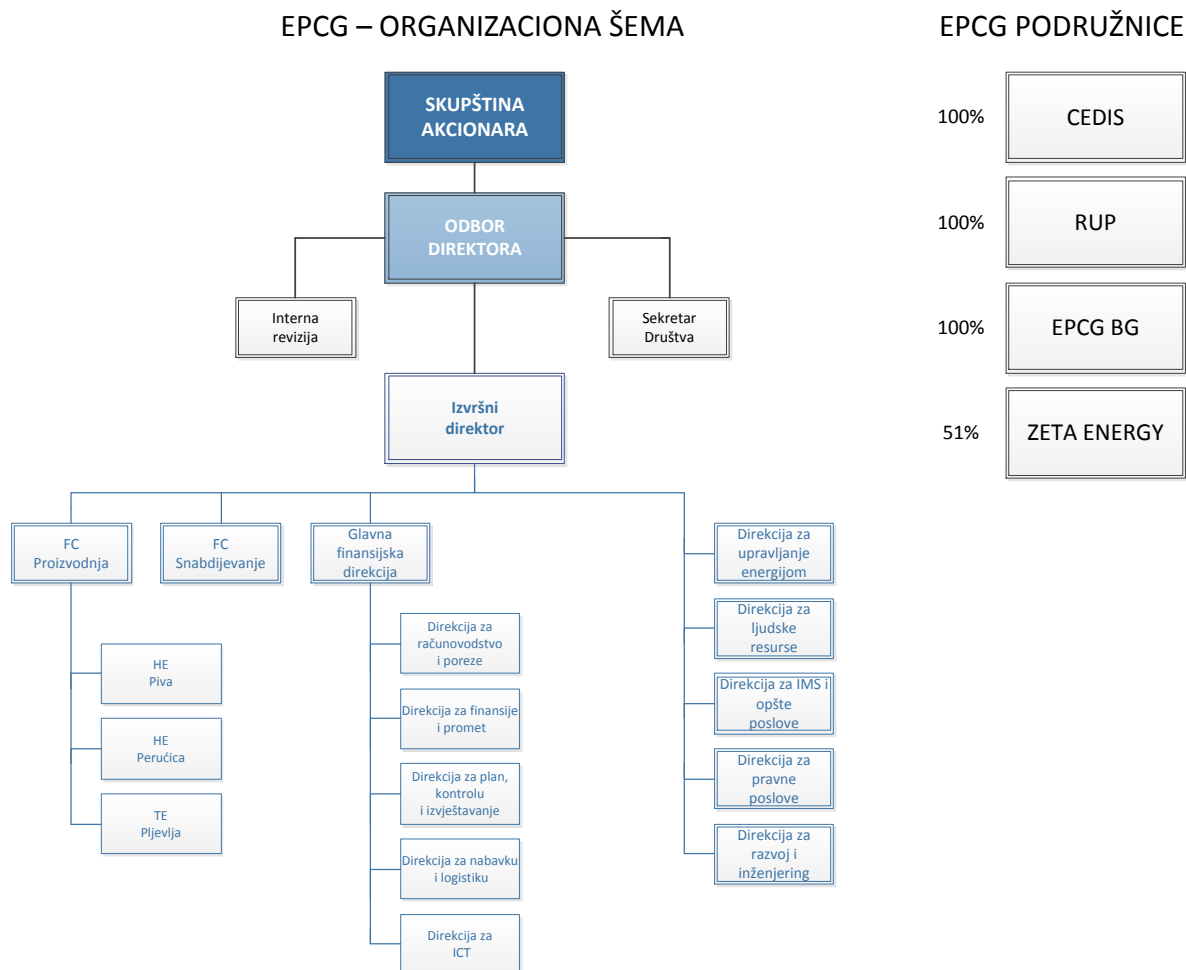 EPCG – ORGANIZACIONA ŠEMA
SKUPŠTINA
AKCIONARA
ODBOR
DIREKTORA
Interna
revizija
Sekretar
Društva
Izvršni
direktor
FC
Proizvodnja
HE
Piva
HE
Perućica
TE
Pljevlja
FC
Snabdijevanje
Glavna
finansijska
direkcija
Direkcija za
računovodstvo
i poreze
Direkcija za finansije
i promet
Direkcija za plan,
kontrolu
i izvještavanje
Direkcija za nabavku
i logistiku
Direkcija za
ICT
Direkcija za
upravljanje
energijom
Direkcija za
ljudske
resurse
Direkcija za IMS i
opšte
poslove
Direkcija za
pravne
poslove
Direkcija za
razvoj i
inženjering
EPCG PODRUŽNICE
100% CEDIS
100% RUP
100% EPCG BG
51% ZETA ENERGY